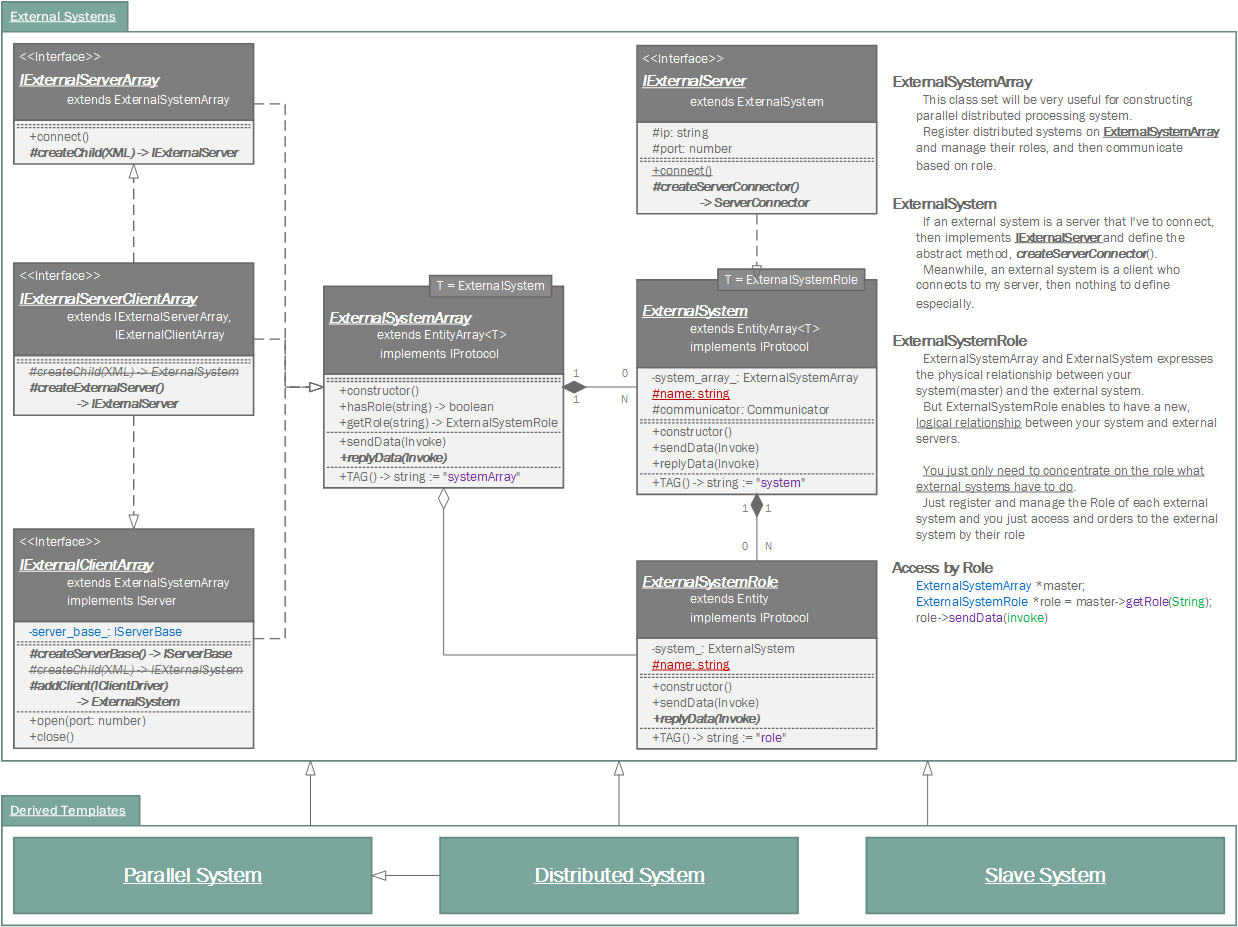 External Systems
<<Interface>>
IExternalServerArray
extends ExternalSystemArray
+connect()
#createChild(XML) -> IExternalServer
<<Interface>>
IExternalServerClientArray
extends IExternalServerArray,
IExternalClientArray
#createChild(XML) -> ExternalSystem
#createExternalServer()
-> IExternalServer
<<Interface>>
IExternalClientArray
extends ExternalSystemArray
implements IServer
-server_base_: IServerBase
#createServerBase() -> IServerBase
#createChild(XML) -> IEXternalSystem
#addClient(IClientDriver)
-> ExternalSystem
+open(port: number)
+close()
T = ExternalSystem
ExternalSystemArray
extends EntityArray<T>
implements IProtocol
+constructor()
+hasRole(string) -> boolean
+getRole(string) -> ExternalSystemRole
+sendData(Invoke)
+replyData(Invoke)
+TAG() -> string := "systemArray"
1 0
1 N
<<Interface>>
IExternalServer
extends ExternalSystem
#ip: string
#port: number
+connect()
#createServerConnector()
-> ServerConnector
T = ExternalSystemRole
ExternalSystem
extends EntityArray<T>
implements IProtocol
-system_array_: ExternalSystemArray
#name: string
#communicator: Communicator
+constructor()
+sendData(Invoke)
+replyData(Invoke)
+TAG() -> string := "system"
1 1
0 N
ExternalSystemRole
extends Entity
implements IProtocol
-system_: ExternalSystem
#name: string
+constructor()
+sendData(Invoke)
+replyData(Invoke)
+TAG() -> string := "role"
ExternalSystemArray
This class set will be very useful for constructing
parallel distributed processing system.
Register distributed systems on ExternalSystemArray
and manage their roles, and then communicate
based on role.
ExternalSystem
If an external system is a server that I've to connect,
then implements IExternalServer and define the
abstract method, createServerConnector().
Meanwhile, an external system is a client who
connects to my server, then nothing to define
especially.
ExternalSystemRole
ExternalSystemArray and ExternalSystem expresses
the physical relationship between your
system(master) and the external system.
But ExternalSystemRole enables to have a new,
logical relationship between your system and external
servers.
You just only need to concentrate on the role what
external systems have to do.
Just register and manage the Role of each external
system and you just access and orders to the external
system by their role
Access by Role
ExternalSystemArray *master;
ExternalSystemRole *role = master->getRole(String);
role->sendData(invoke)
Derived Templates
Parallel System
Distributed System
Slave System